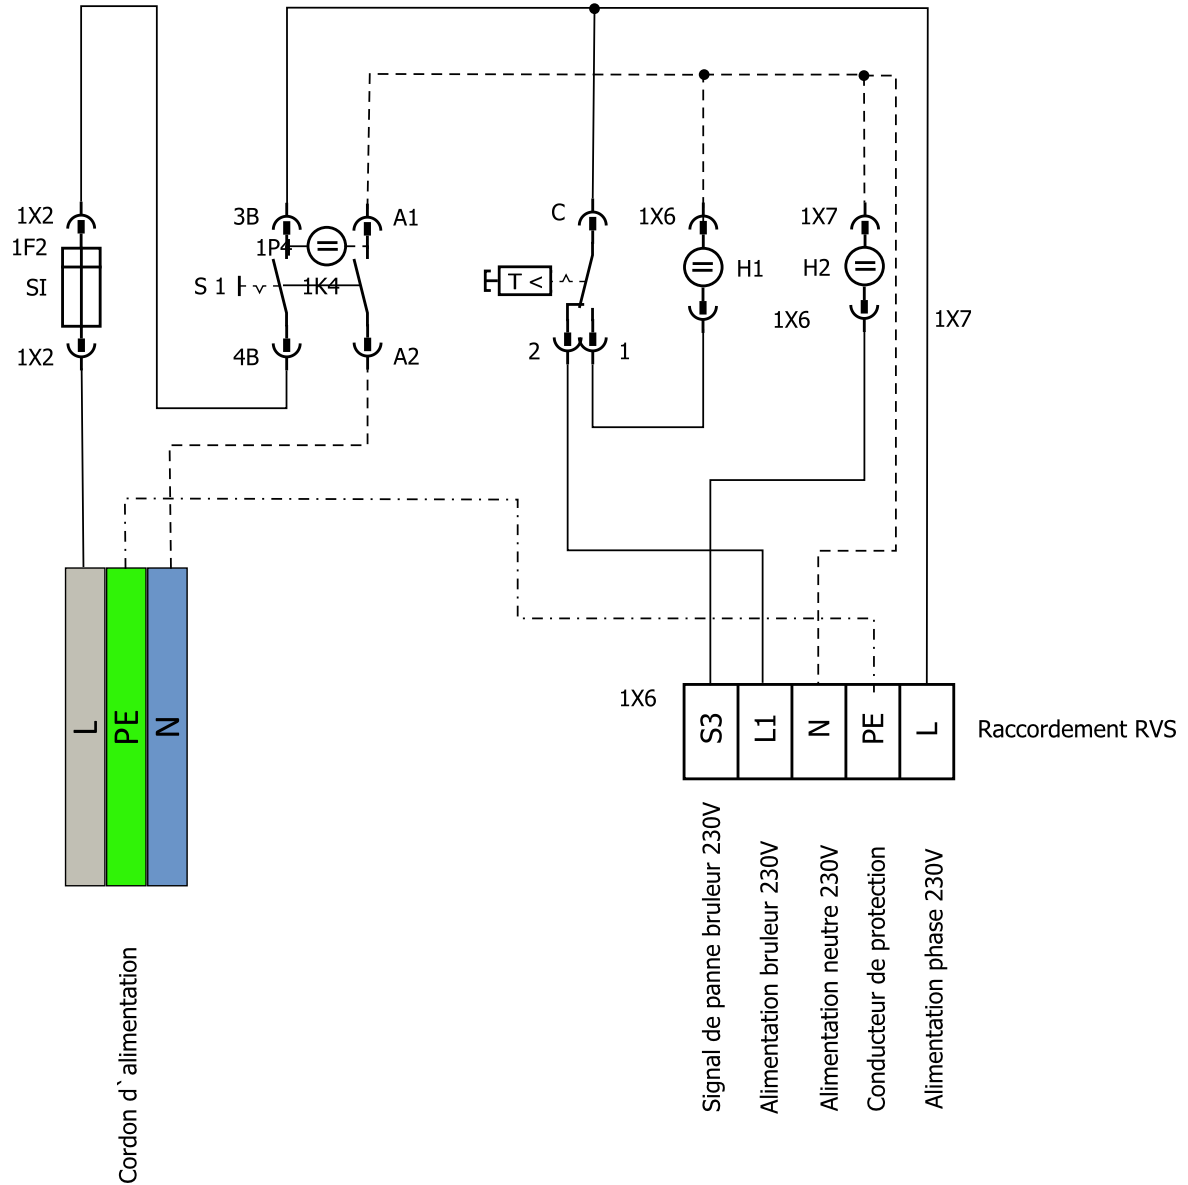 1X2
1F2
SI
1X2
3B
1P4
A1
S 1
1K4
4B
A2
C
T <
2
1
1X6
H1
1X7
H2
1X6
1X7
L
PE
N
1X6
S3
L1
N
PE
L
Raccordement RVS
Signal de panne bruleur 230V
Alimentation bruleur 230V
Alimentation neutre 230V
Conducteur de protection
Alimentation phase 230V
Cordon d`alimentation